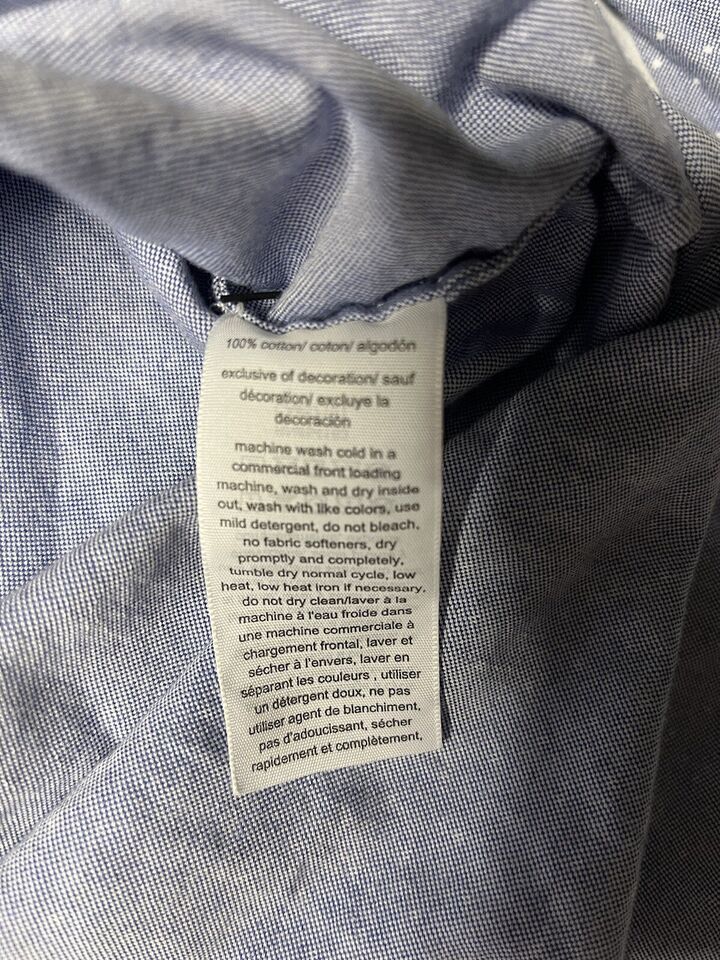 100% cotton/ coton/ algodón
exclusive of decoration/ sauf
décoration/ excluye la
decoración
machine wash cold in a
commercial front loading
machine, wash and dry inside
out, wash with like colors, use
mild detergent, do not bleach,
no fabric softeners, dry
promptly and completely,
tumble dry normal cycle, low
heat, low heat iron if necessary,
do not dry clean/laver à la
machine à l'eau froide dans
une machine commerciale à
chargement frontal, laver et
sécher à l'envers, laver en
séparant les couleurs , utiliser
un détergent doux, ne pas
utiliser agent de blanchiment,
pas d'adoucissant, sécher
rapidement et complètement,